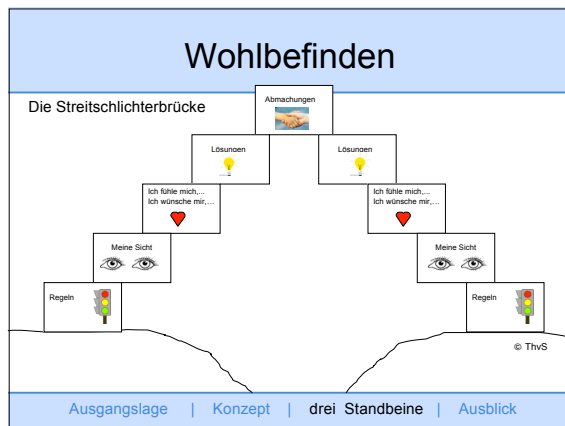 Wohlbefinden
Die Streitschlichterbrücke
Abmachungen
Lösungen
Lösungen
Ich fühle mich,...
Ich wünsche mir,...
Ich fühle mich,...
Ich wünsche mir,...
Meine Sicht
Meine Sicht
Regeln
Regeln
© ThvS
Ausgangslage | Konzept | drei Standbeine | Ausblick